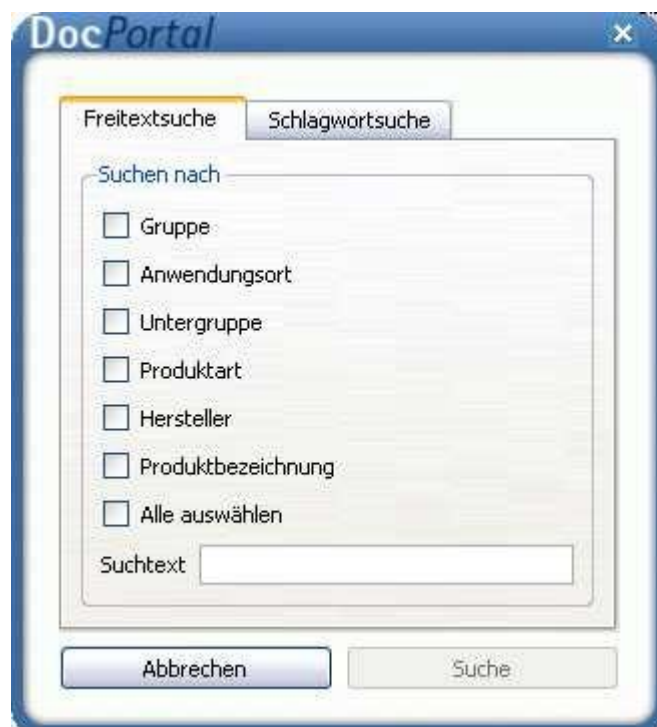 DocPortal
Freitextsuche Schlagwortsuche
Suchen nach
Gruppe
Anwendungsort
Untergruppe
Produktart
Hersteller
Produktbezeichnung
Alle auswählen
Suchtext
Abbrechen Suche